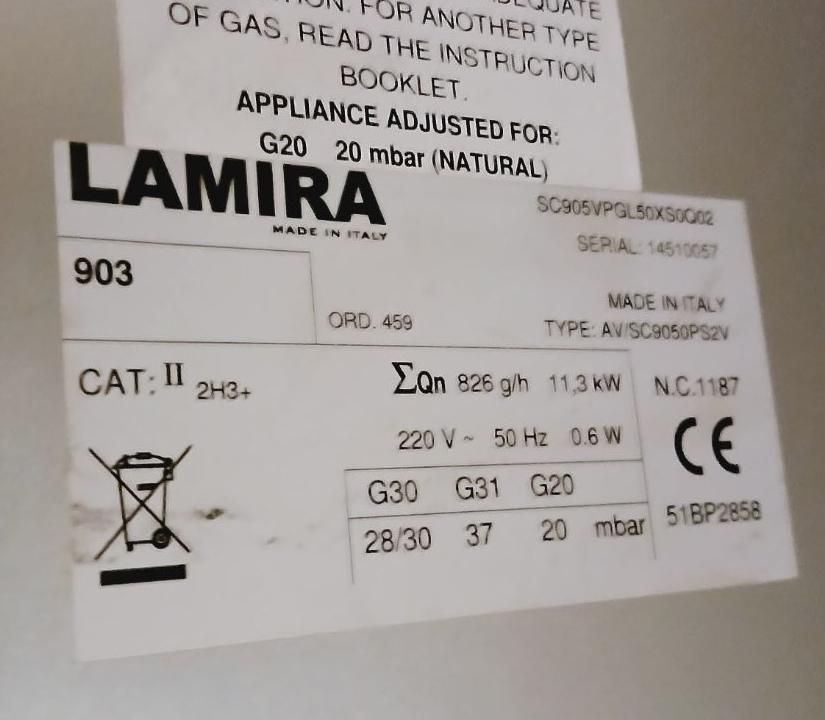 FOR ANOTHER TYPE
OF GAS, READ THE INSTRUCTION
BOOKLET.
APPLIANCE ADJUSTED FOR:
G20 20 mbar (NATURAL)
LAMIRA
MADE IN ITALY
SC905VPGL50XS0Q02
SERIAL: 14510057
903
ORD. 459
MADE IN ITALY
TYPE: AV/SC9050PS2V
CAT: II 2H3+
ΣQn 826 g/h 11,3 kW
N.C.1187
220 V ~ 50 Hz 0.6 W
CE
G30 G31 G20
28/30 37 20 mbar
51BP2858